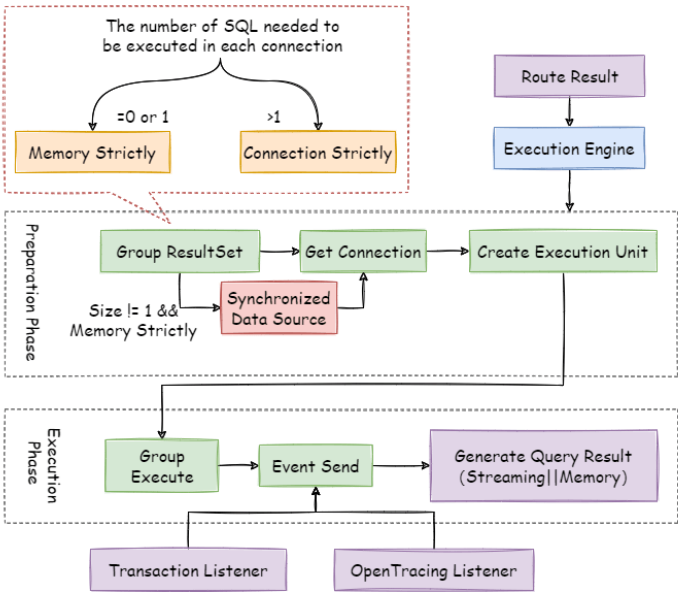 The number of SQL needed to
be executed in each connection
=0 or 1
>1
Memory Strictly
Connection Strictly
Route Result
Execution Engine
Preparation Phase
Group ResultSet
Get Connection
Create Execution Unit
Size != 1 &&
Memory Strictly
Synchronized
Data Source
Execution
Phase
Group
Execute
Event Send
Generate Query Result
(Streaming||Memory)
Transaction Listener
OpenTracing Listener